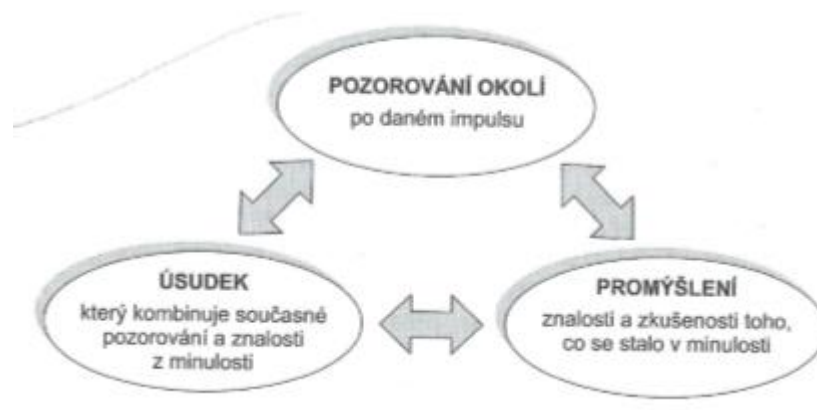 POZOROVÁNÍ OKOLÍ
po daném impulsu
ÚSUDEK
který kombinuje současné
pozorování a znalosti
z minulosti
PROMÝŠLENÍ
znalosti a zkušenosti toho,
co se stalo v minulosti